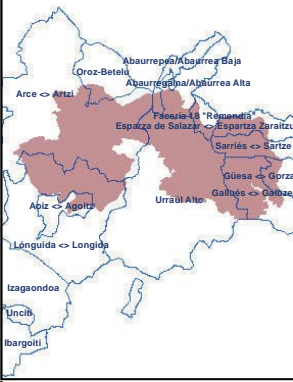 Abaurrepea/Abaurrea Baja
Oroz-Betelu
Abaurregaina/Abaurrea Alta
Arce <> Artzi
Facería 18 "Remendia"
Esparza de Salazar <> Espartza Zaraitzu
Sarriés <> Sartze
Güesa <> Gorza
Gallués <> Galoze
Urraúl Alto
Aoiz <> Agoitz
Lónguida <> Longida
Izagaondoa
Unciti
Ibargoiti